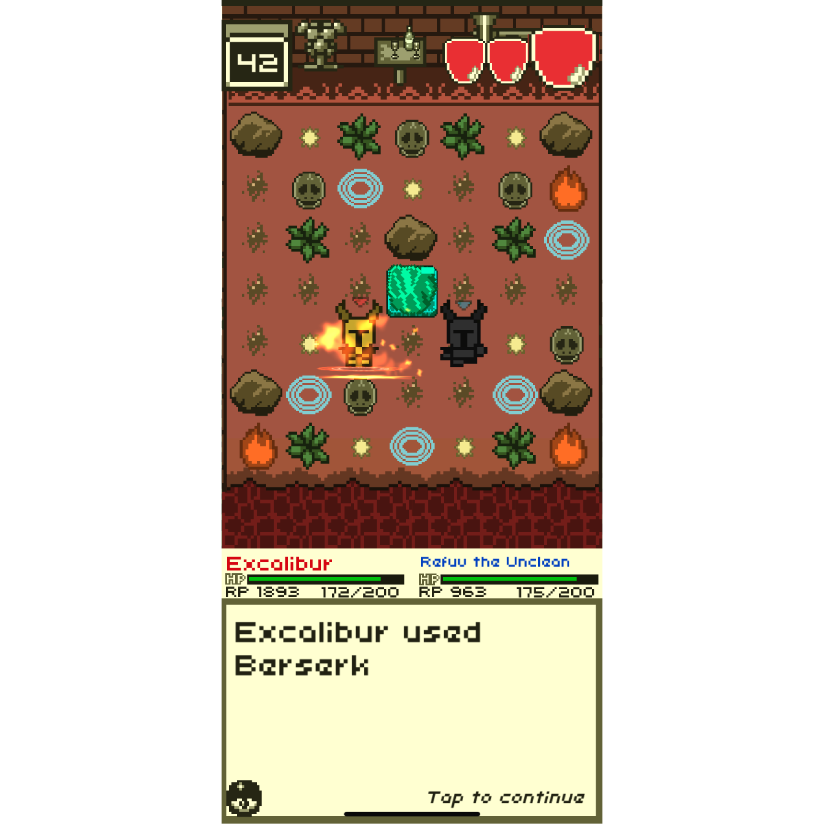 42
Excalibur
Refuu the Unclean
HP
HP
RP 1893 172/200
RP 963 175/200
Excalibur used
Berserk
Tap to continue